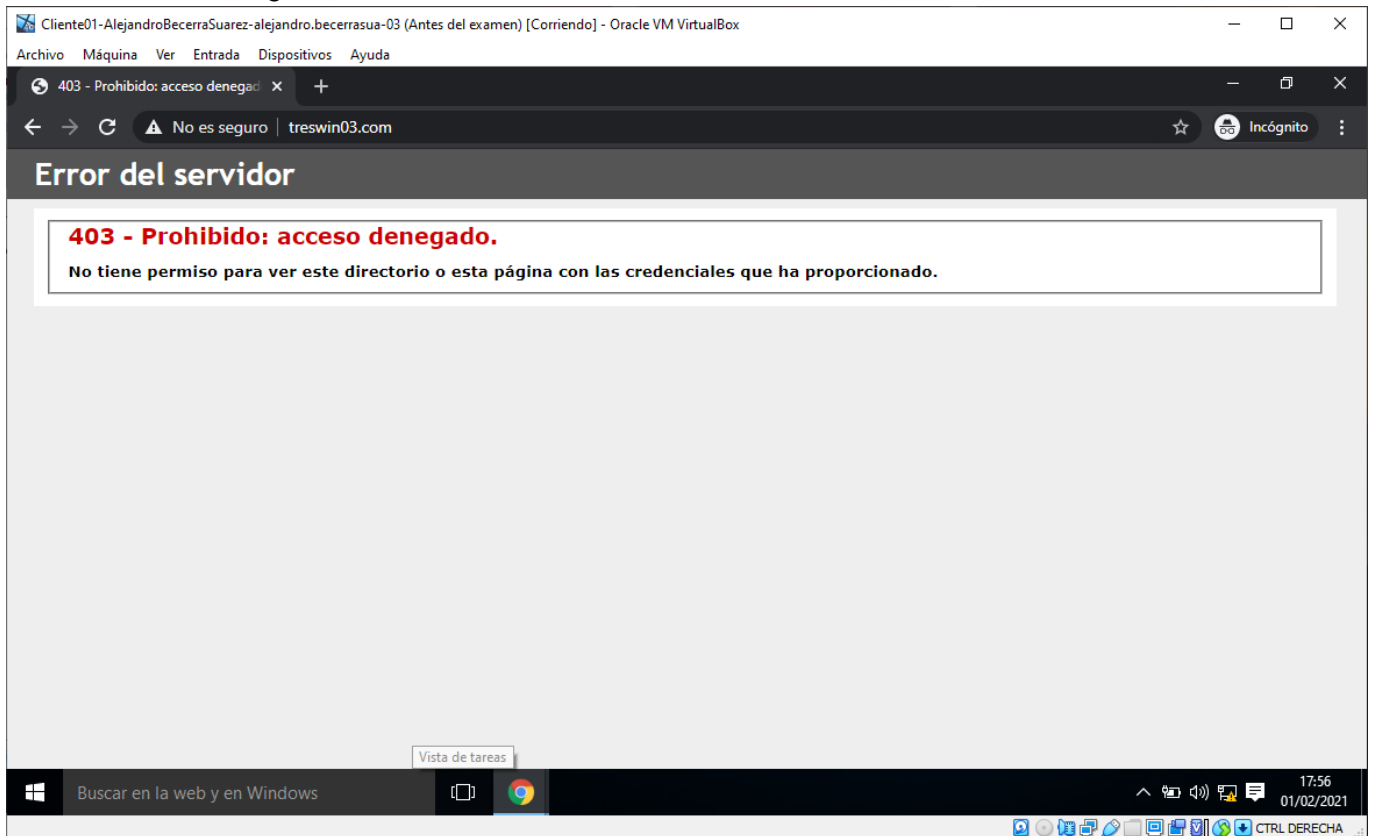 Cliente01-AlejandroBecerraSuarez-alejandro.becerrasua-03 (Antes del examen) [Corriendo] - Oracle VM VirtualBox
Archivo Máquina Ver Entrada Dispositivos Ayuda
403 - Prohibido: acceso denegad
No es seguro | treswin03.com
Incógnito
Error del servidor
403 - Prohibido: acceso denegado.
No tiene permiso para ver este directorio o esta página con las credenciales que ha proporcionado.
Vista de tareas
Buscar en la web y en Windows
17:56
01/02/2021
CTRL DERECHA